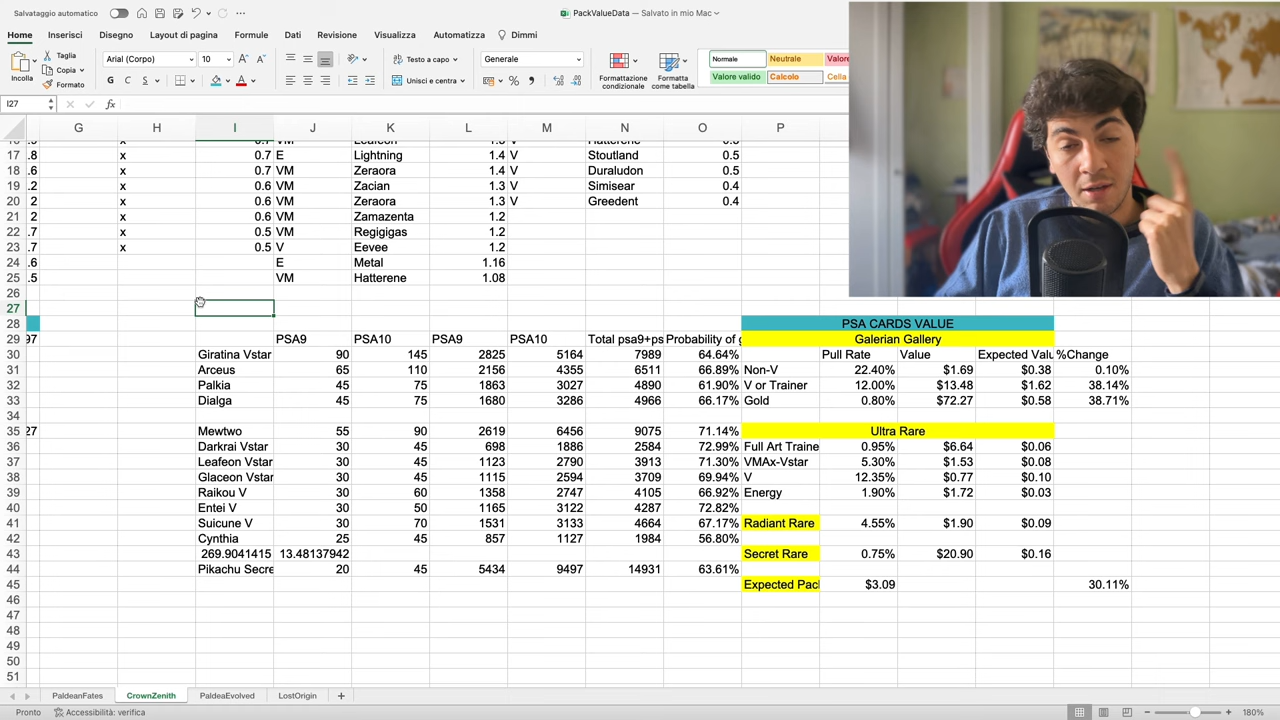 Salvataggio automatico
PackValueData — Salvato in mio Mac
Home Inserisci Disegno Layout di pagina Formule Dati Revisione Visualizza Automatizza Dimmi
Incolla
Taglia
Copia
Formato
Arial (Corpo) 10 A A
G C S A
Testo a capo
Unisci e centra
Generale
%
Formattazione condizionale
Formatta come tabella
Normale Neutrale
Valore valido Calcolo
I27 fx
G H I J K L M N O P
17 .8 x 0.7 E Lightning 1.4 V Stoutland 0.5
18 .6 x 0.7 VM Zeraora 1.4 V Duraludon 0.5
19 .2 x 0.6 VM Zacian 1.3 V Simisear 0.4
20 2 x 0.6 VM Zeraora 1.3 V Greedent 0.4
21 2 x 0.6 VM Zamazenta 1.2
22 .7 x 0.5 VM Regigigas 1.2
23 .7 x 0.5 V Eevee 1.2
24 .6 E Metal 1.16
25 .5 VM Hatterene 1.08
26
27
28 PSA CARDS VALUE
29 97 PSA9 PSA10 PSA9 PSA10 Total psa9+ps Probability of g Galerian Gallery
30 Giratina Vstar 90 145 2825 5164 7989 64.64% Pull Rate Value Expected Valu %Change
31 Arceus 65 110 2156 4355 6511 66.89% Non-V 22.40% $1.69 $0.38 0.10%
32 Palkia 45 75 1863 3027 4890 61.90% V or Trainer 12.00% $13.48 $1.62 38.14%
33 Dialga 45 75 1680 3286 4966 66.17% Gold 0.80% $72.27 $0.58 38.71%
34
35 27 Mewtwo 55 90 2619 6456 9075 71.14% Ultra Rare
36 Darkrai Vstar 30 45 698 1886 2584 72.99% Full Art Traine 0.95% $6.64 $0.06
37 Leafeon Vstar 30 45 1123 2790 3913 71.30% VMAx-Vstar 5.30% $1.53 $0.08
38 Glaceon Vstar 30 45 1115 2594 3709 69.94% V 12.35% $0.77 $0.10
39 Raikou V 30 60 1358 2747 4105 66.92% Energy 1.90% $1.72 $0.03
40 Entei V 30 50 1165 3122 4287 72.82%
41 Suicune V 30 70 1531 3133 4664 67.17% Radiant Rare 4.55% $1.90 $0.09
42 Cynthia 25 45 857 1127 1984 56.80%
43 269.9041415 13.48137942 Secret Rare 0.75% $20.90 $0.16
44 Pikachu Secre 20 45 5434 9497 14931 63.61%
45 Expected Pacl $3.09 30.11%
46
47
48
49
50
51
PaldeanFates CrownZenith PaldeaEvolved LostOrigin +
Pronto Accessibilità: verifica 180%